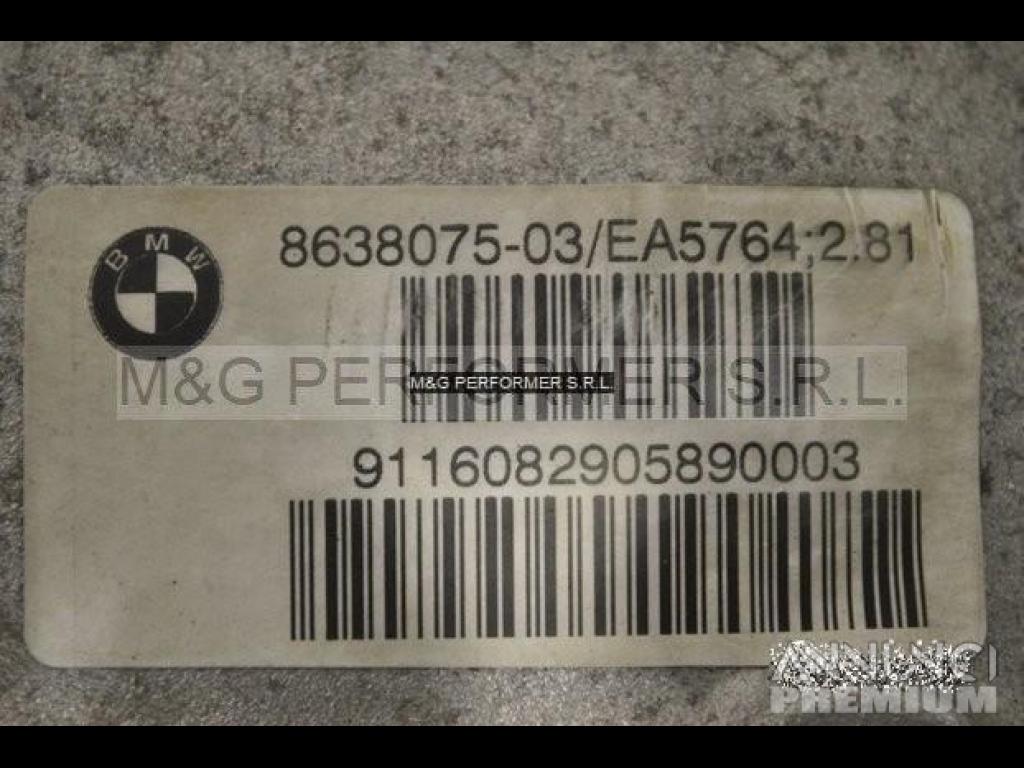 BMW
8638075-03/EA5764;2.81
M&G PERFORMER S.R.L.
M&G PERFORMER S.R.L.
9116082905890003
ANNUNCI
PREMIUM